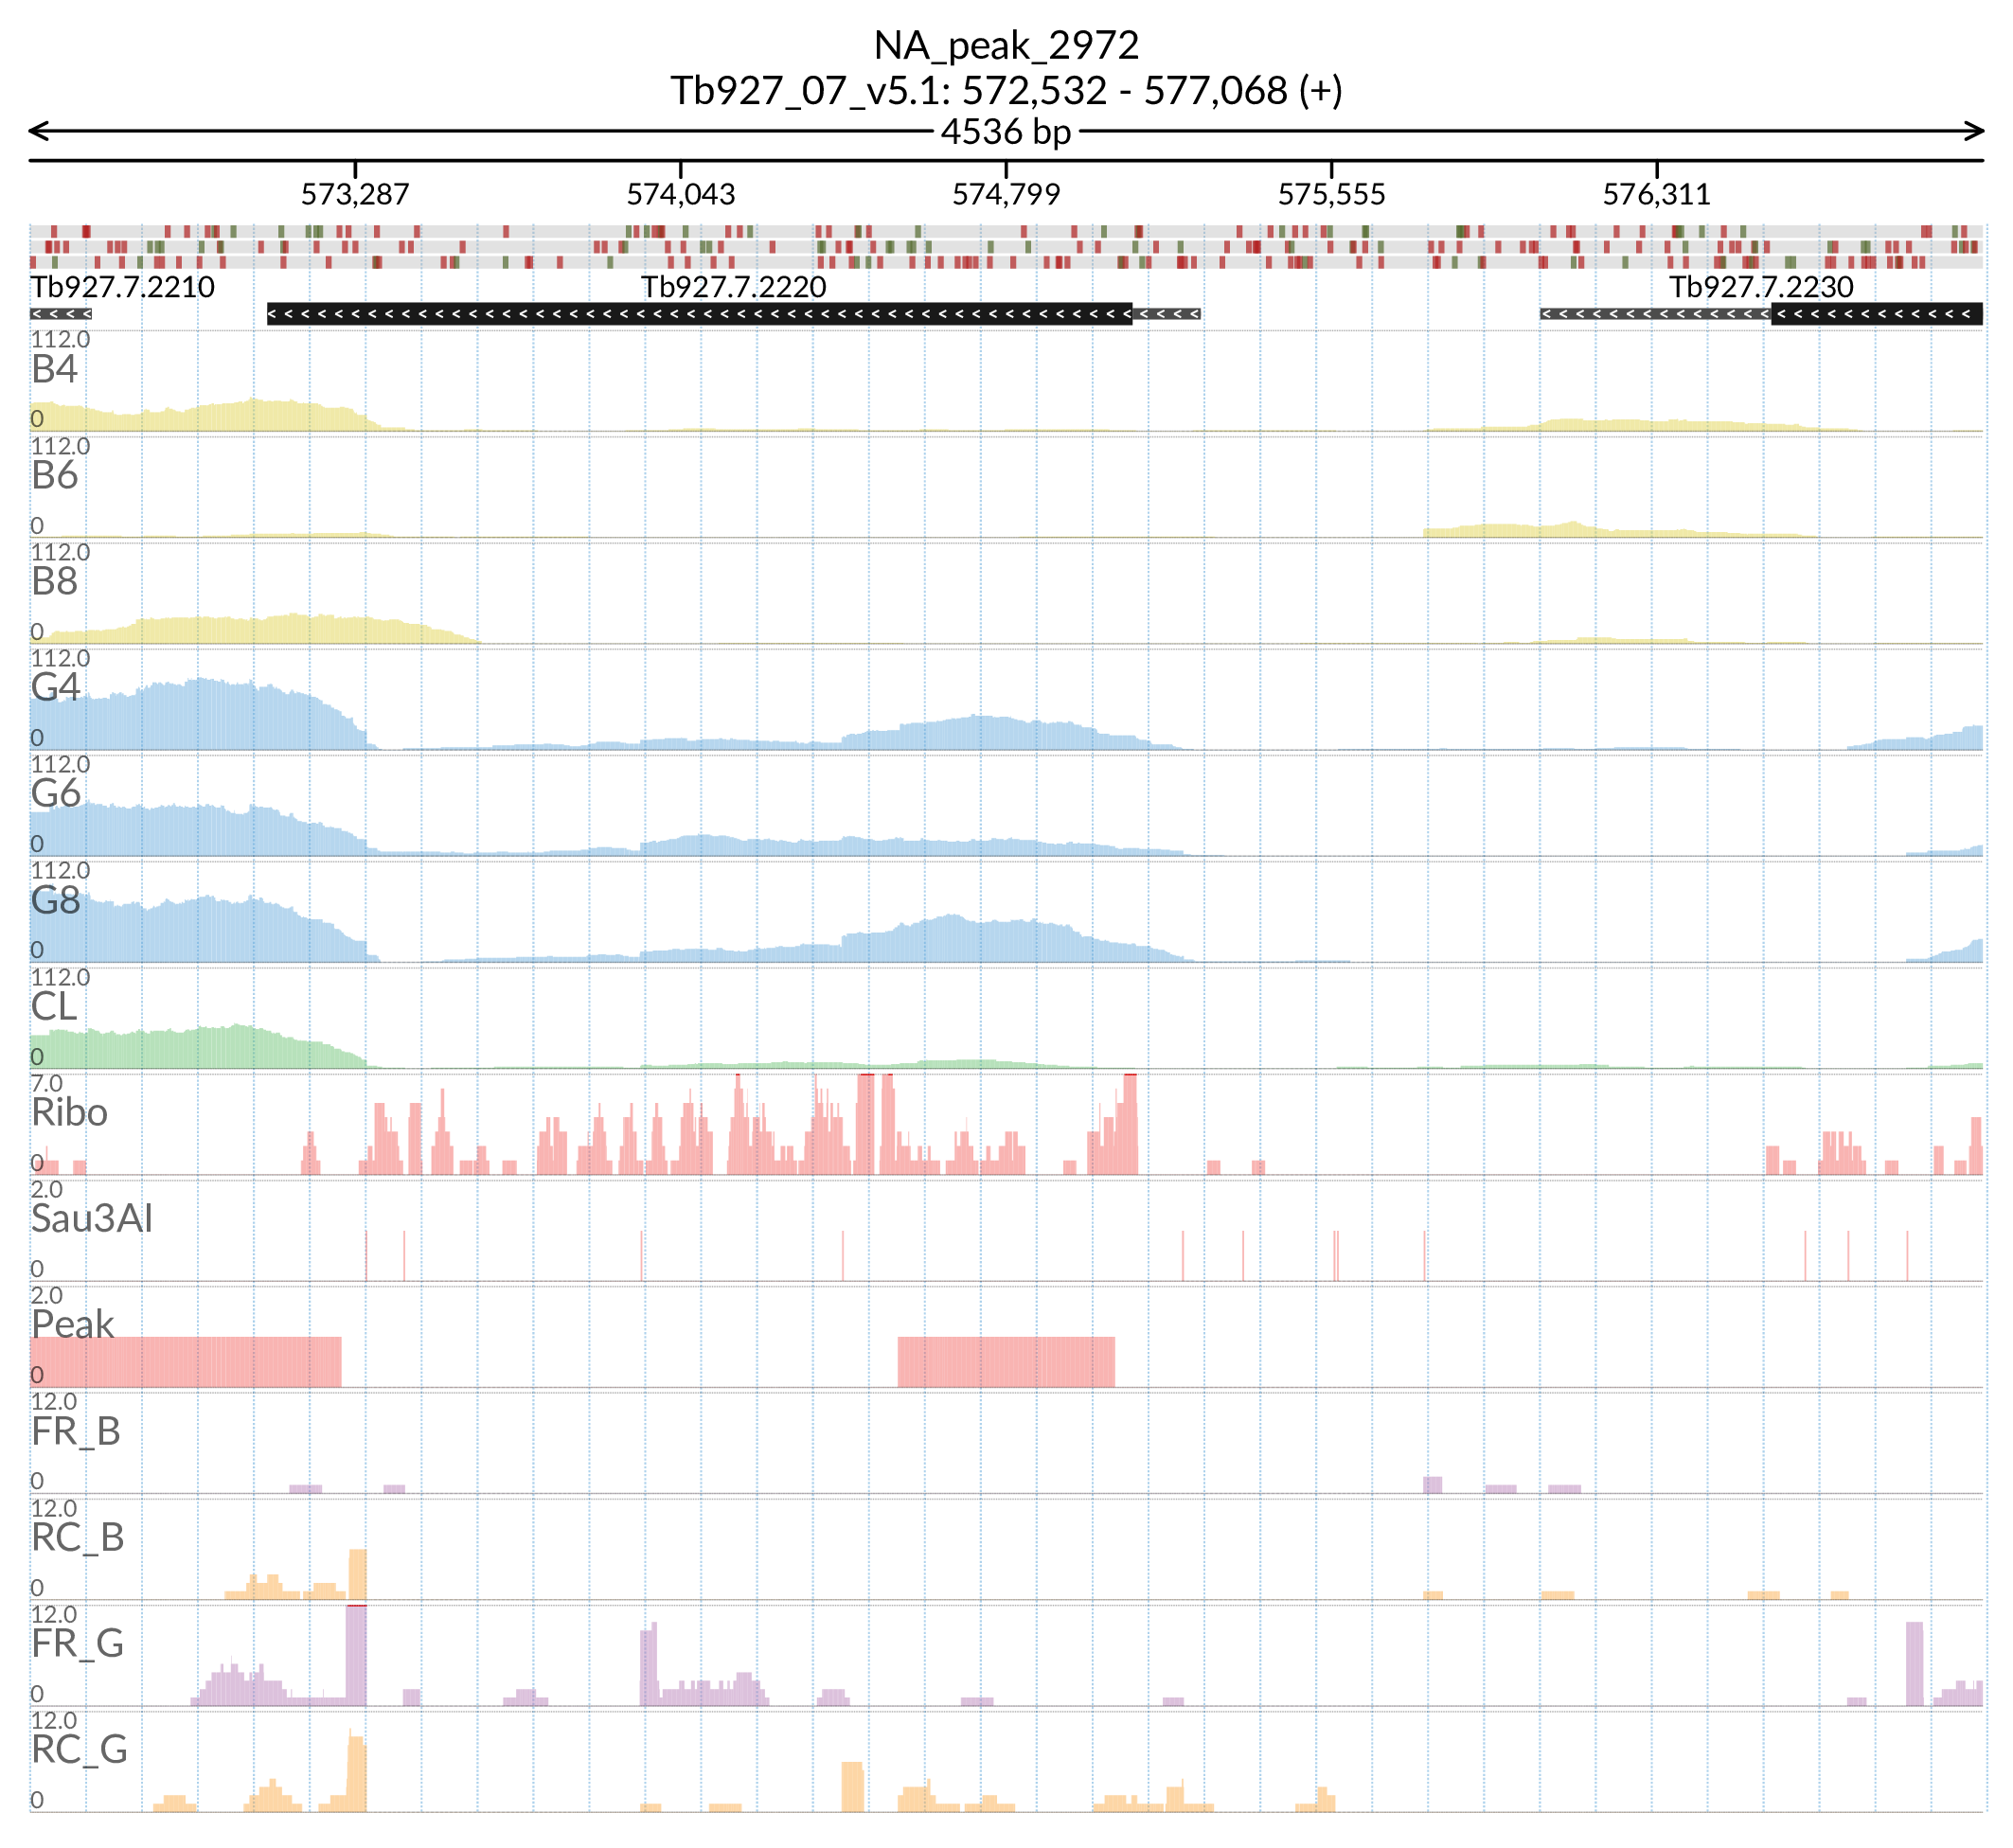 NA_peak_2972
Tb927_07_v5.1: 572,532 - 577,068 (+)
4536 bp
573,287 574,043 574,799 575,555 576,311
Tb927.7.2210 Tb927.7.2220 Tb927.7.2230
112.0
B4
0
112.0
B6
0
112.0
B8
0
112.0
G4
0
112.0
G6
0
112.0
G8
0
112.0
CL
0
7.0
Ribo
0
2.0
Sau3AI
0
2.0
Peak
0
12.0
FR_B
0
12.0
RC_B
0
12.0
FR_G
0
12.0
RC_G
0